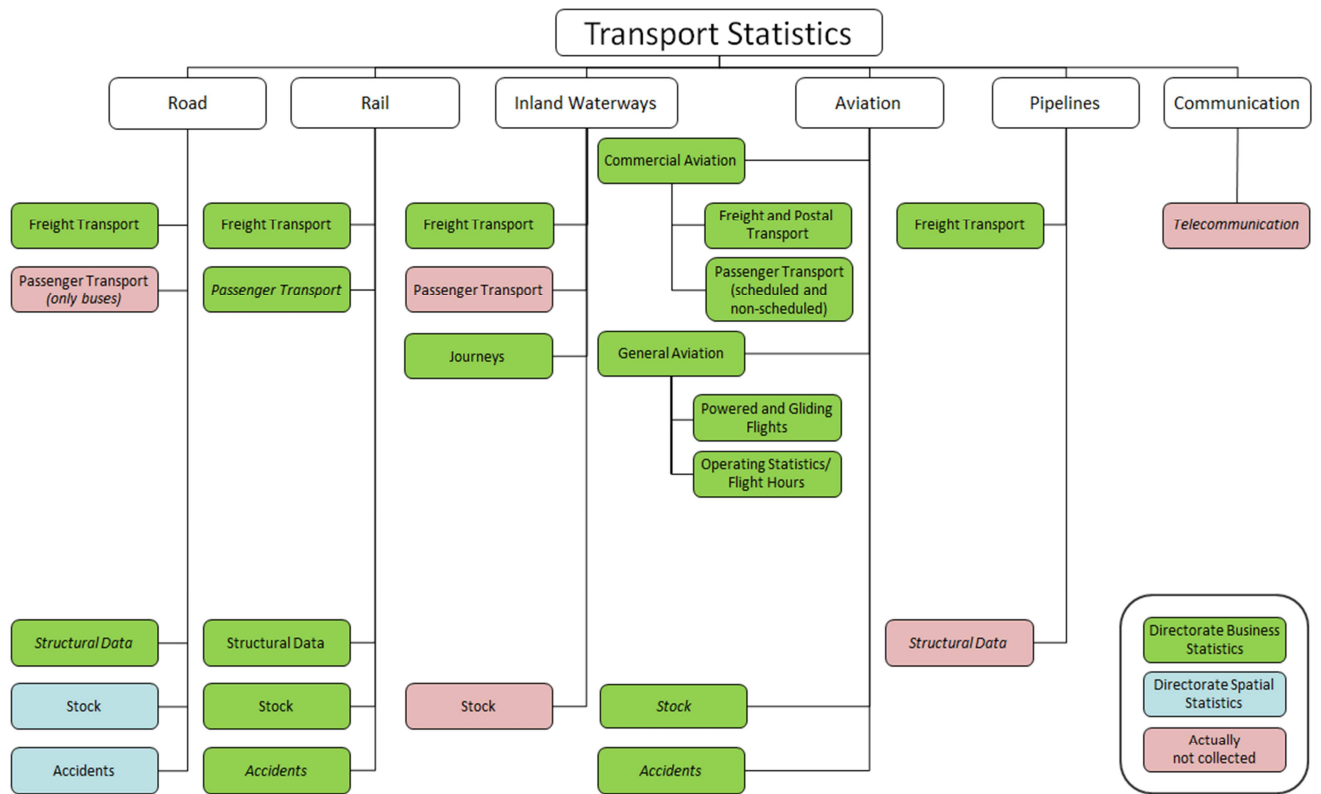 Transport Statistics
Road
Rail
Inland Waterways
Aviation
Pipelines
Communication
Commercial Aviation
Freight Transport
Freight Transport
Freight Transport
Freight and Postal
Transport
Freight Transport
Telecommunication
Passenger Transport
(only buses)
Passenger Transport
Passenger Transport
Passenger Transport
(scheduled and
non-scheduled)
Journeys
General Aviation
Powered and Gliding
Flights
Operating Statistics/
Flight Hours
Structural Data
Structural Data
Structural Data
Stock
Stock
Stock
Stock
Accidents
Accidents
Accidents
Directorate Business
Statistics
Directorate Spatial
Statistics
Actually
not collected